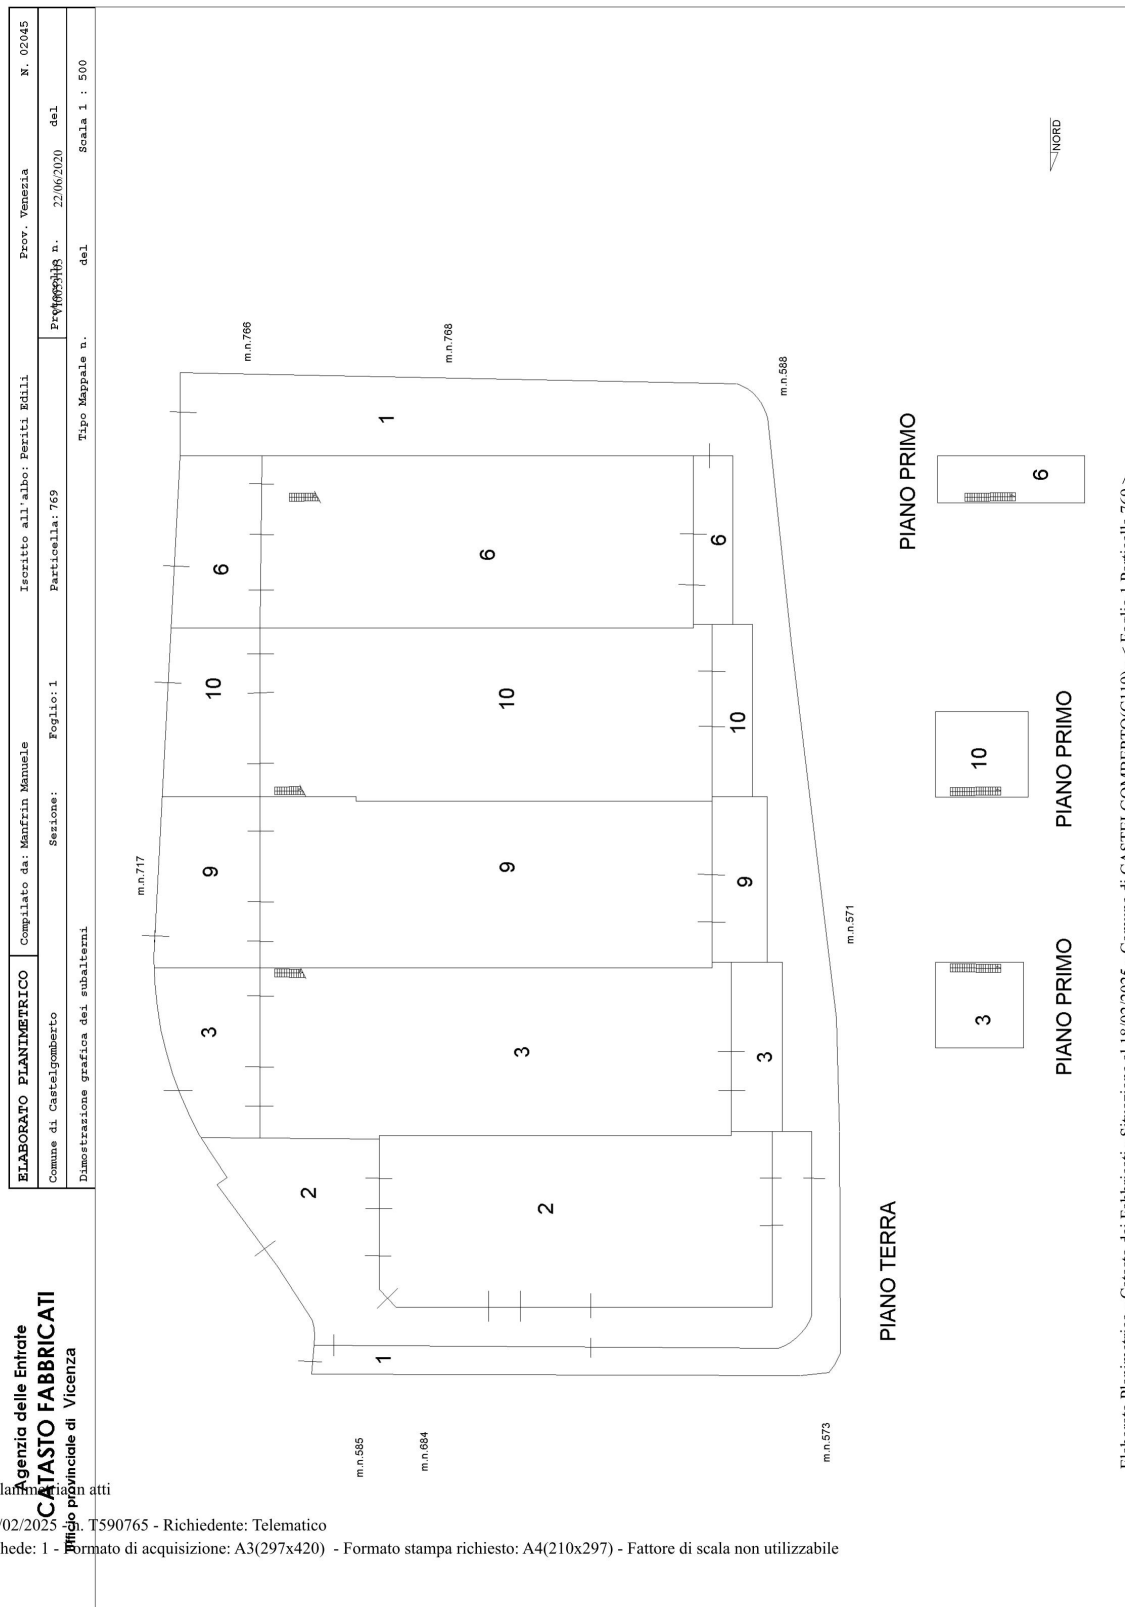 Agenzia delle Entrate
CATASTO FABBRICATI
Ufficio provinciale di Vicenza
ELABORATO PLANIMETRICO
Compilato da: Manfrin Manuele
Iscritto all'albo: Periti Edili
Prov. Venezia
N. 02045
Comune di Castelgomberto
Sezione:
Foglio: 1
Particella: 769
Protocollo n.
22/06/2020
del
Dimostrazione grafica dei subalterni
Tipo Mappale n.
del
Scala 1 : 500
NORD
m.n.766
m.n.768
m.n.588
m.n.717
m.n.571
m.n.585
m.n.684
m.n.573
1
6
6
6
10
10
10
9
9
9
3
3
3
2
2
1
PIANO TERRA
PIANO PRIMO
6
PIANO PRIMO
10
PIANO PRIMO
3
in atti
/02/2025 - n. T590765 - Richiedente: Telematico
hede: 1 - Formato di acquisizione: A3(297x420) - Formato stampa richiesto: A4(210x297) - Fattore di scala non utilizzabile